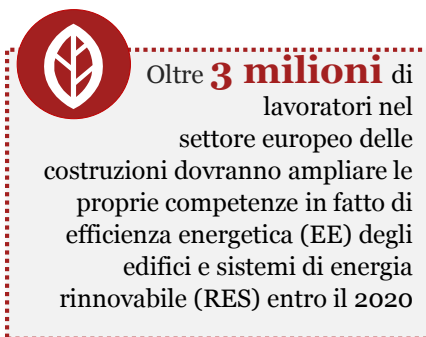 Oltre 3 milioni di
lavoratori nel
settore europeo delle
costruzioni dovranno ampliare le
proprie competenze in fatto di
efficienza energetica (EE) degli
edifici e sistemi di energia
rinnovabile (RES) entro il 2020